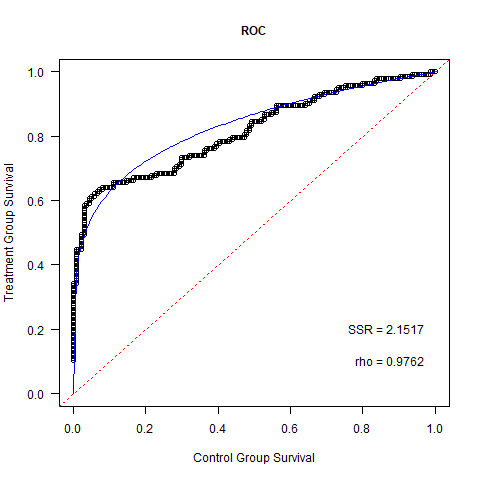 ROC
1.0
0.8
0.6
0.4
0.2
0.0
Treatment Group Survival
SSR = 2.1517
rho = 0.9762
0.0 0.2 0.4 0.6 0.8 1.0
Control Group Survival